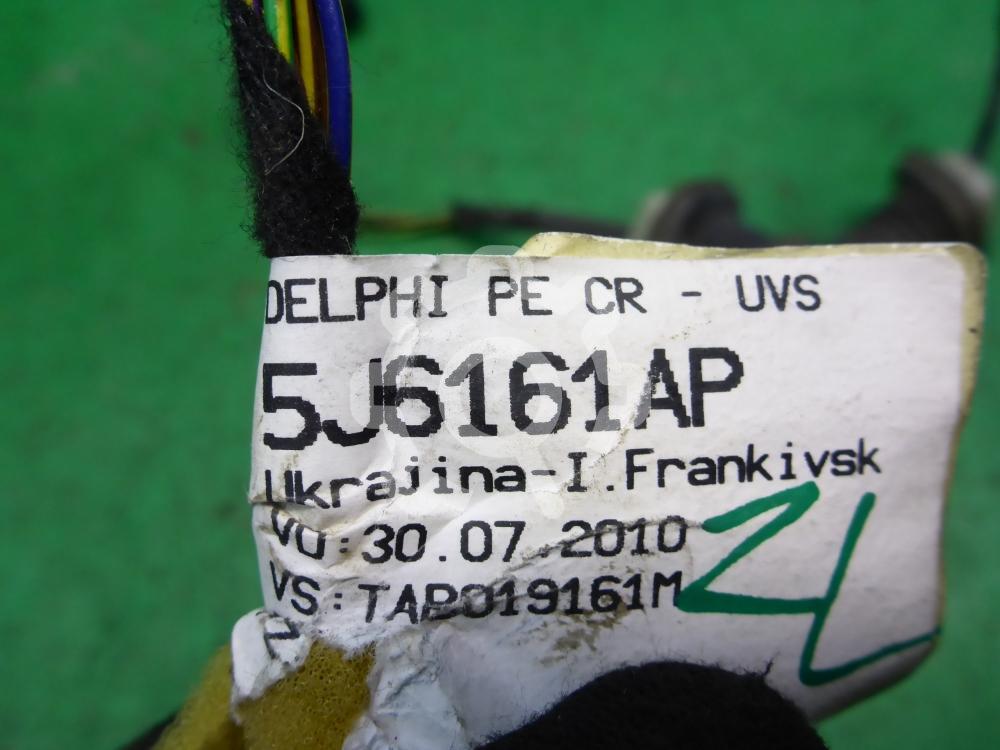 DELPHI PE CR - UVS
5J6161AP
Ukrajina-I.Frankivsk
VO:30.07.2010
VS:TAB019161M